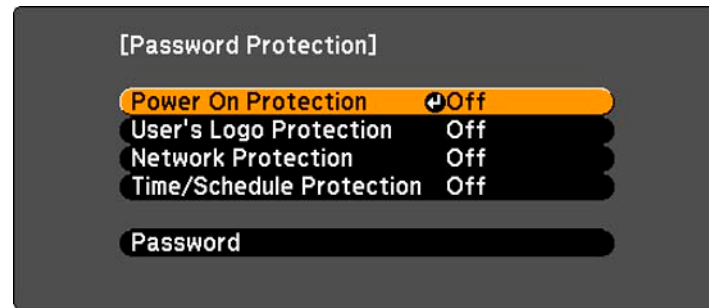 [Password Protection]
Power On Protection Off
User's Logo Protection Off
Network Protection Off
Time/Schedule Protection Off
Password